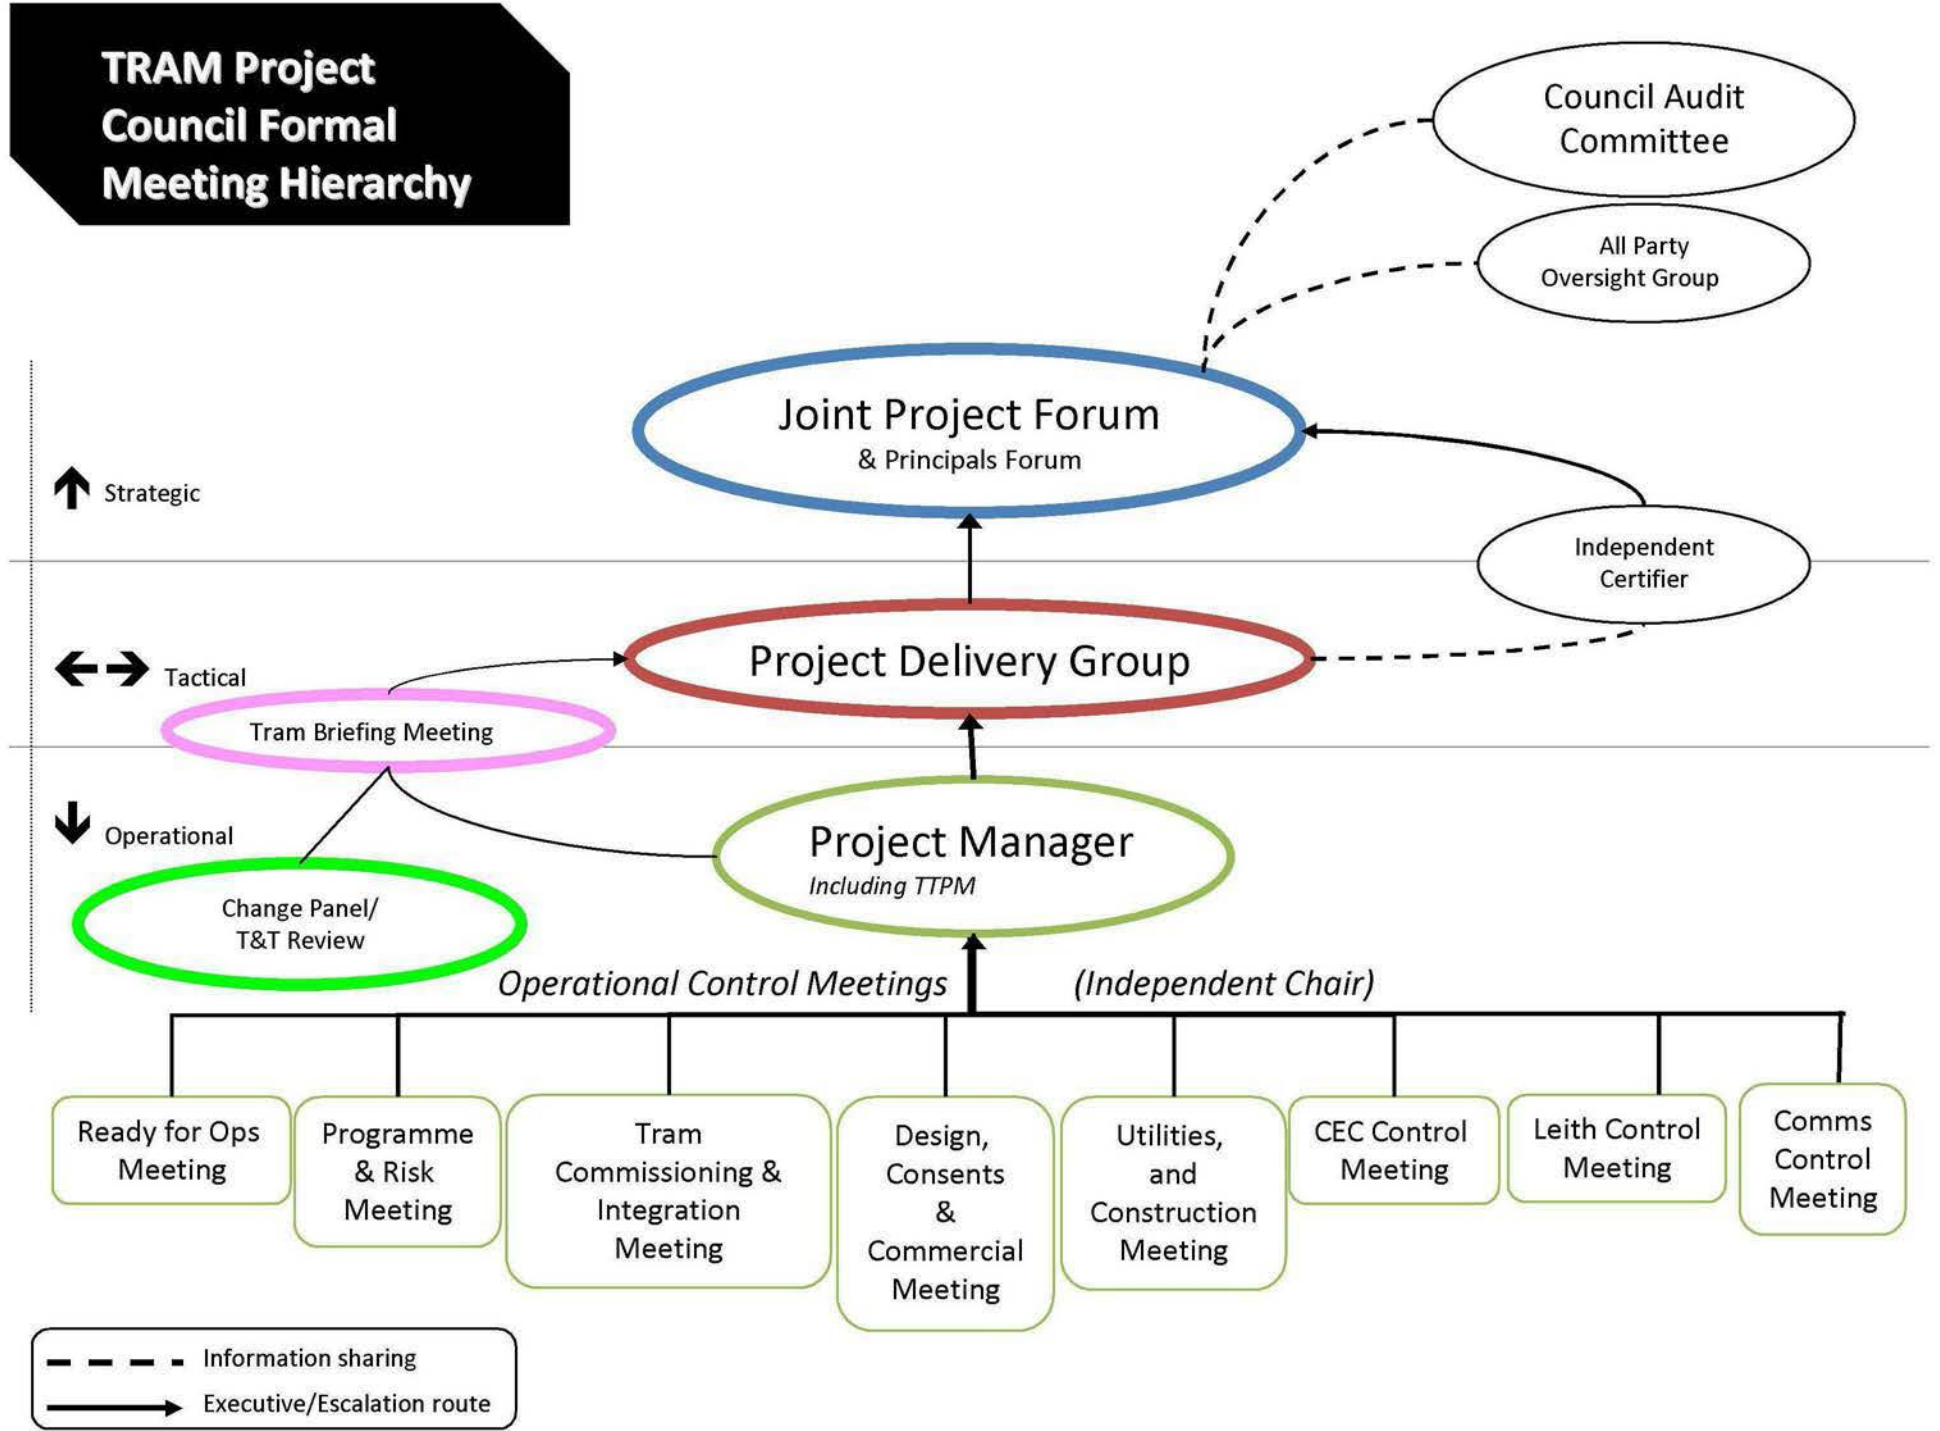 TRAM Project
Council Formal
Meeting Hierarchy
Council Audit
Committee
All Party
Oversight Group
Joint Project Forum
& Principals Forum
Strategic
Independent
Certifier
Project Delivery Group
Tactical
Tram Briefing Meeting
Operational
Project Manager
Including TTPM
Change Panel/
T&T Review
Operational Control Meetings (Independent Chair)
Ready for Ops
Meeting
Programme
& Risk
Meeting
Tram
Commissioning &
Integration
Meeting
Design,
Consents
&
Commercial
Meeting
Utilities,
and
Construction
Meeting
CEC Control
Meeting
Leith Control
Meeting
Comms
Control
Meeting
Information sharing
Executive/Escalation route